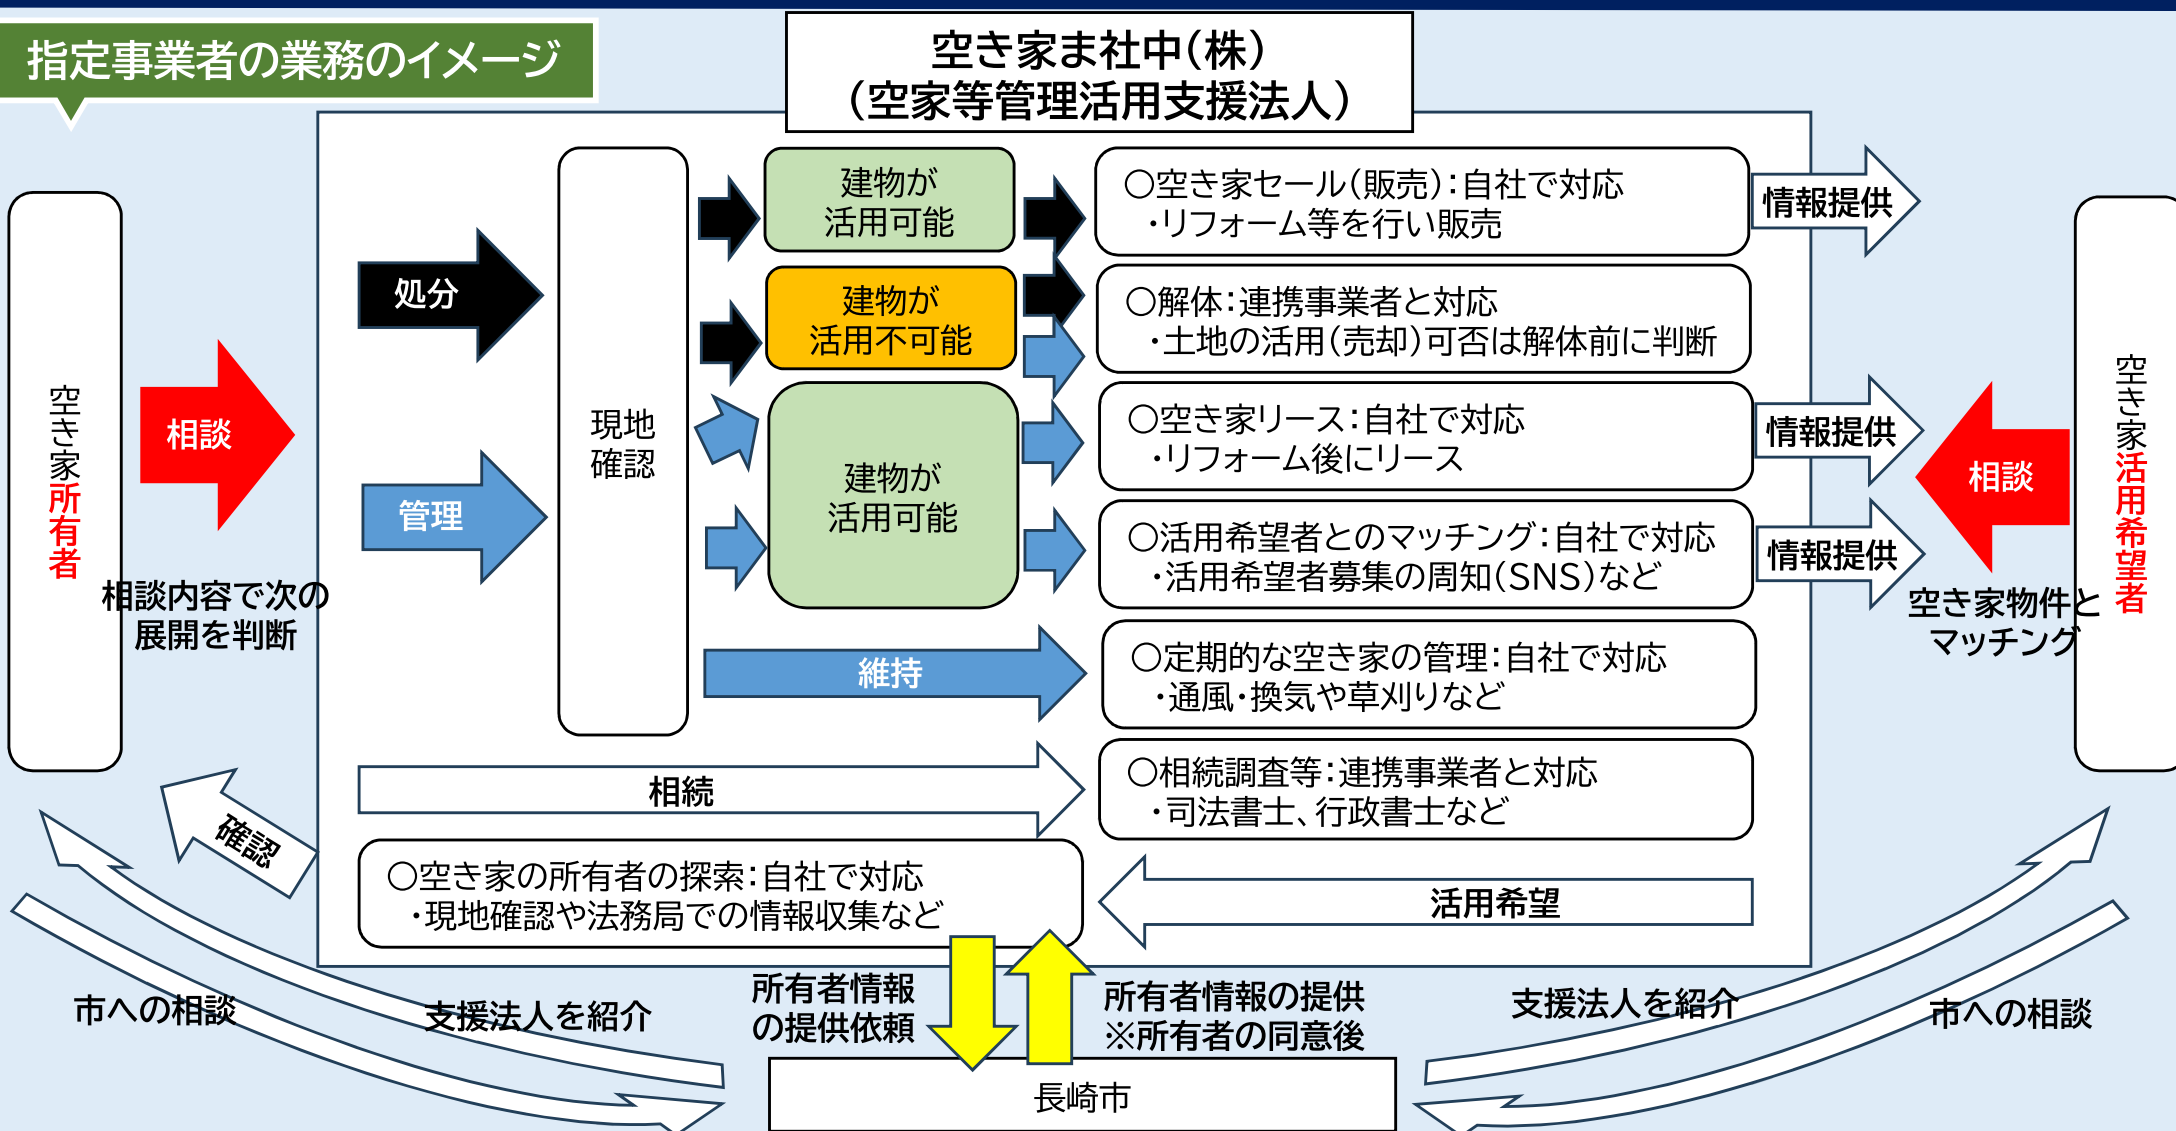 指定事業者の業務のイメージ
空き家ま社中（株）
（空家等管理活用支援法人）
空き家所有者
相談
相談内容で次の
展開を判断
処分
管理
現地
確認
建物が
活用可能
建物が
活用不可能
建物が
活用可能
〇空き家セール（販売）：自社で対応
・リフォーム等を行い販売
〇解体：連携事業者と対応
・土地の活用（売却）可否は解体前に判断
〇空き家リース：自社で対応
・リフォーム後にリース
〇活用希望者とのマッチング：自社で対応
・活用希望者募集の周知（SNS）など
維持
〇定期的な空き家の管理：自社で対応
・通風・換気や草刈りなど
相続
〇相続調査等：連携事業者と対応
・司法書士、行政書士など
〇空き家の所有者の探索：自社で対応
・現地確認や法務局での情報収集など
活用希望
情報提供
情報提供
情報提供
相談
空き家物件と
マッチング
空き家活用希望者
確認
市への相談
支援法人を紹介
所有者情報
の提供依頼
所有者情報の提供
※所有者の同意後
支援法人を紹介
市への相談
長崎市